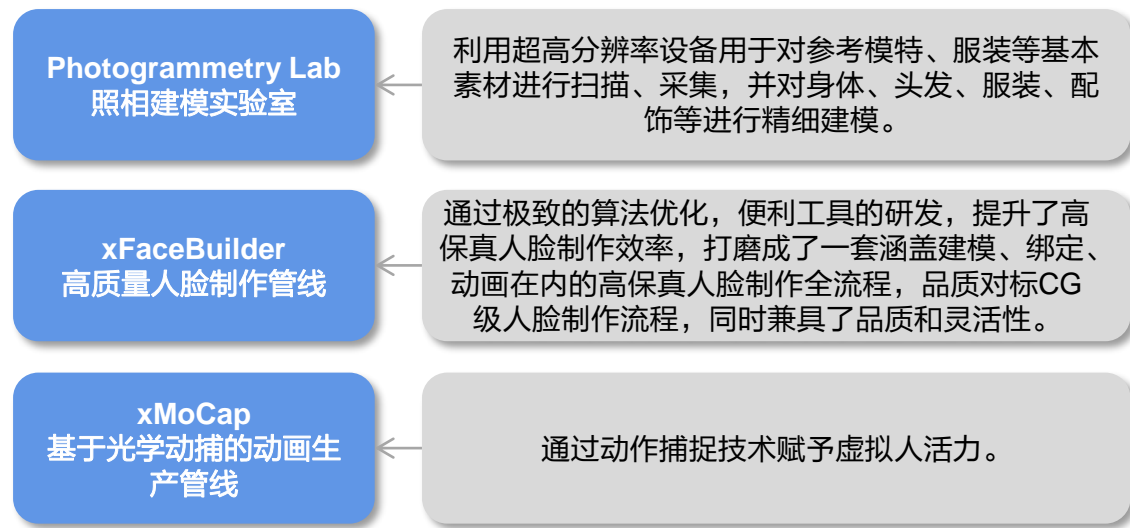 Photogrammetry Lab
照相建模实验室
利用超高分辨率设备用于对参考模特、服装等基本
素材进行扫描、采集，并对身体、头发、服装、配
饰等进行精细建模。
xFaceBuilder
高质量人脸制作管线
通过极致的算法优化，便利工具的研发，提升了高
保真人脸制作效率，打磨成了一套涵盖建模、绑定、
动画在内的高保真人脸制作全流程，品质对标CG
级人脸制作流程，同时兼具了品质和灵活性。
xMoCap
基于光学动捕的动画生
产管线
通过动作捕捉技术赋予虚拟人活力。